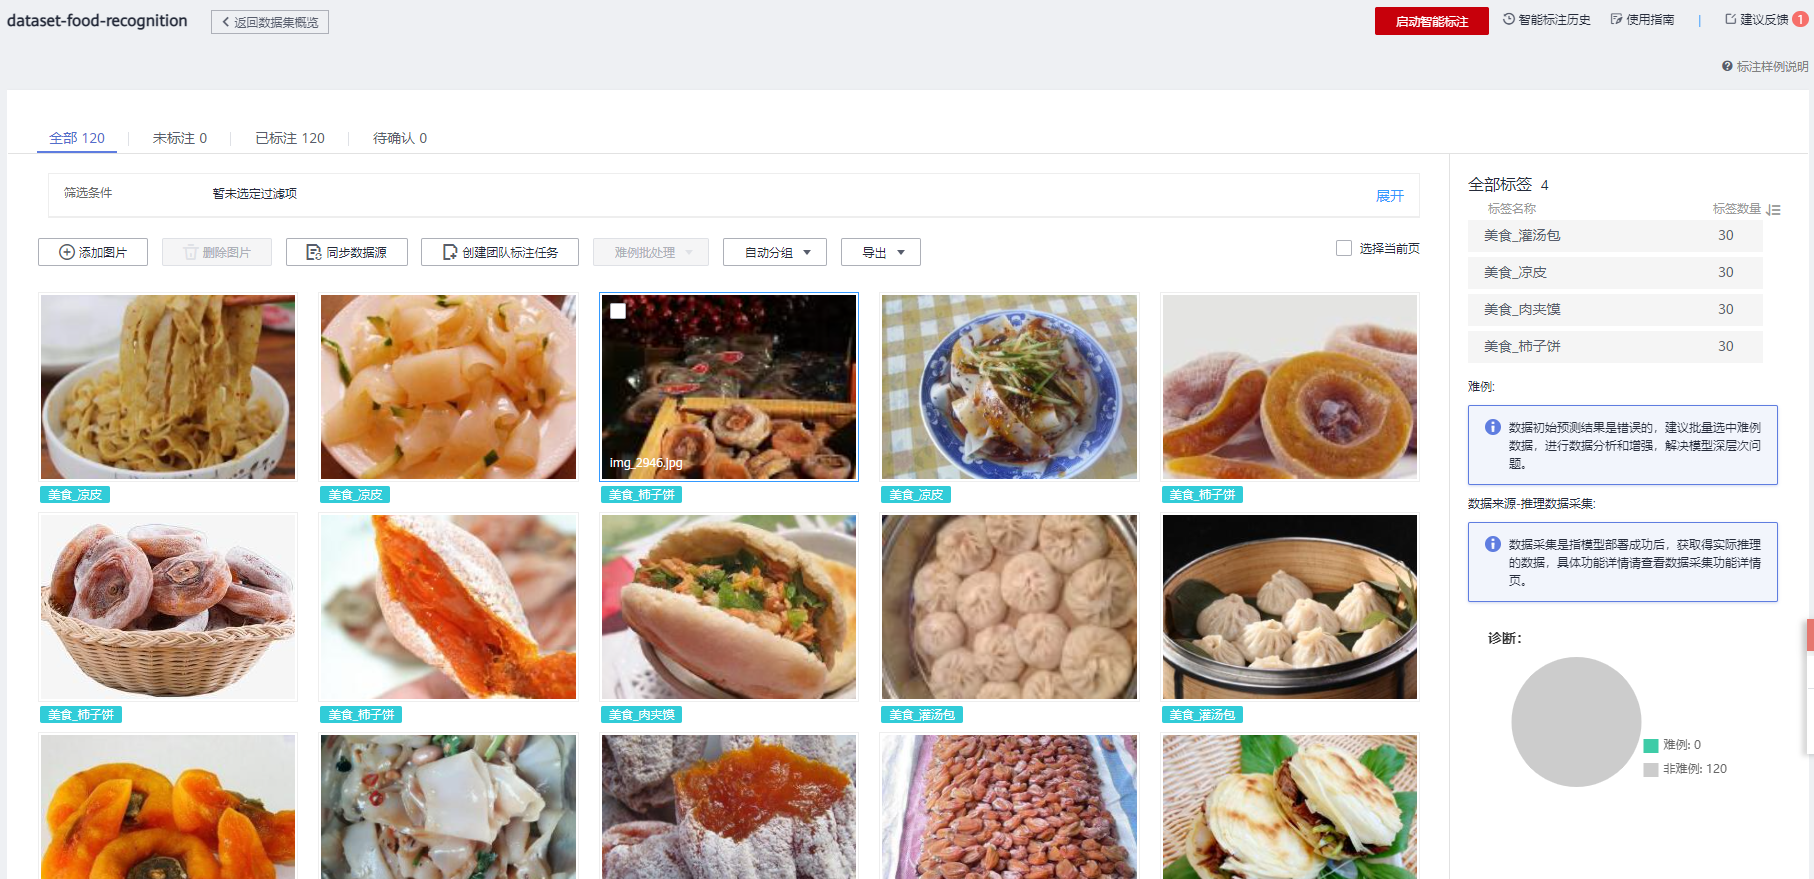 dataset-food-recognition
返回数据集概览
启动智能标注
智能标注历史
使用指南
建议反馈 1
标注样例说明
全部 120
未标注 0
已标注 120
待确认 0
筛选条件
暂未选定过滤项
展开
添加图片
删除图片
同步数据源
创建团队标注任务
难例批处理
自动分组
导出
选择当前页
img_2946.jpg
美食_凉皮
美食_凉皮
美食_柿子饼
美食_凉皮
美食_柿子饼
美食_柿子饼
美食_柿子饼
美食_肉夹馍
美食_灌汤包
美食_灌汤包
全部标签 4
标签名称 标签数量
美食_灌汤包 30
美食_凉皮 30
美食_肉夹馍 30
美食_柿子饼 30
难例:
数据初始预测结果是错误的，建议批量选中难例
数据，进行数据分析和增强，解决模型深层次问
题。
数据来源-推理数据采集:
数据采集是指模型部署成功后，获取得实际推理
的数据，具体功能详情请查看数据采集功能详情
页。
诊断:
难例: 0
非难例: 120